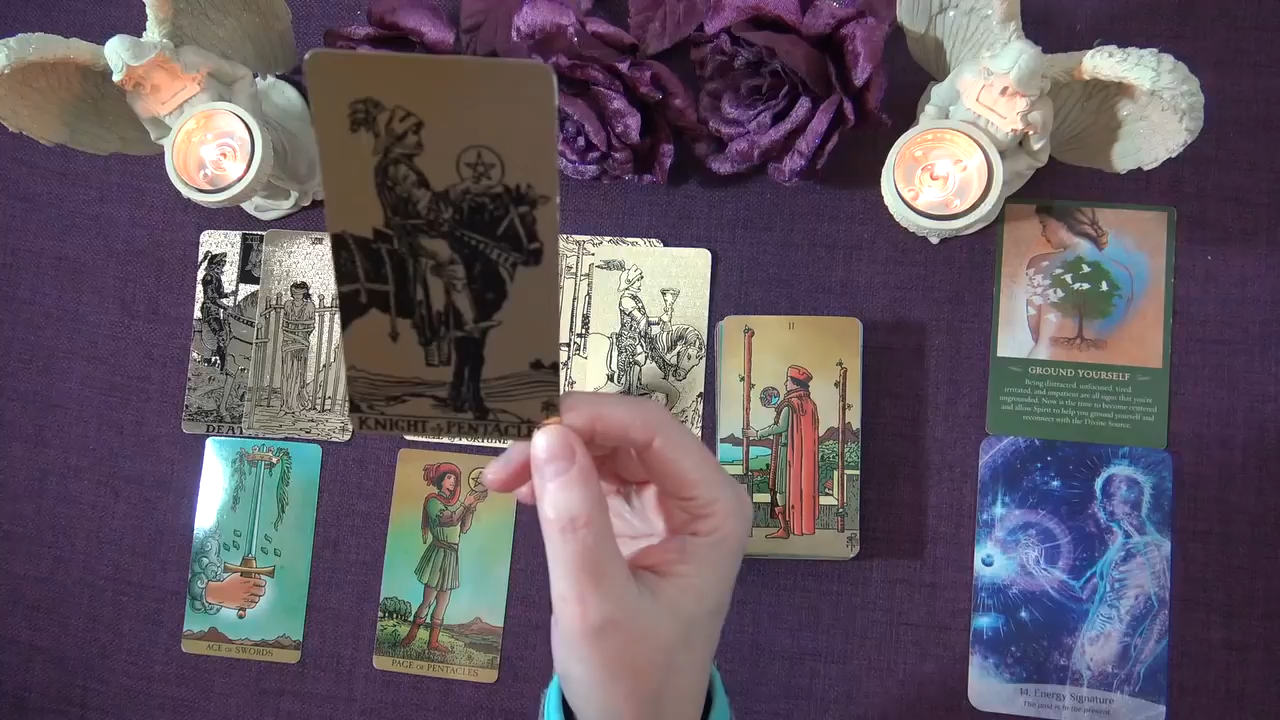 KNIGHT of PENTACLE
XIII
VIII
DEAT
OF FORTUNE
II
GROUND YOURSELF
Being distracted, unfocused, tired,
irritated, and impatient are all signs that you're
ungrounded. Now is the time to become centered
and allow Spirit to help you ground yourself and
reconnect with the Divine Source.
ACE OF SWORDS
PAGE OF PENTACLES
14. Energy Signature
The past is in the present.